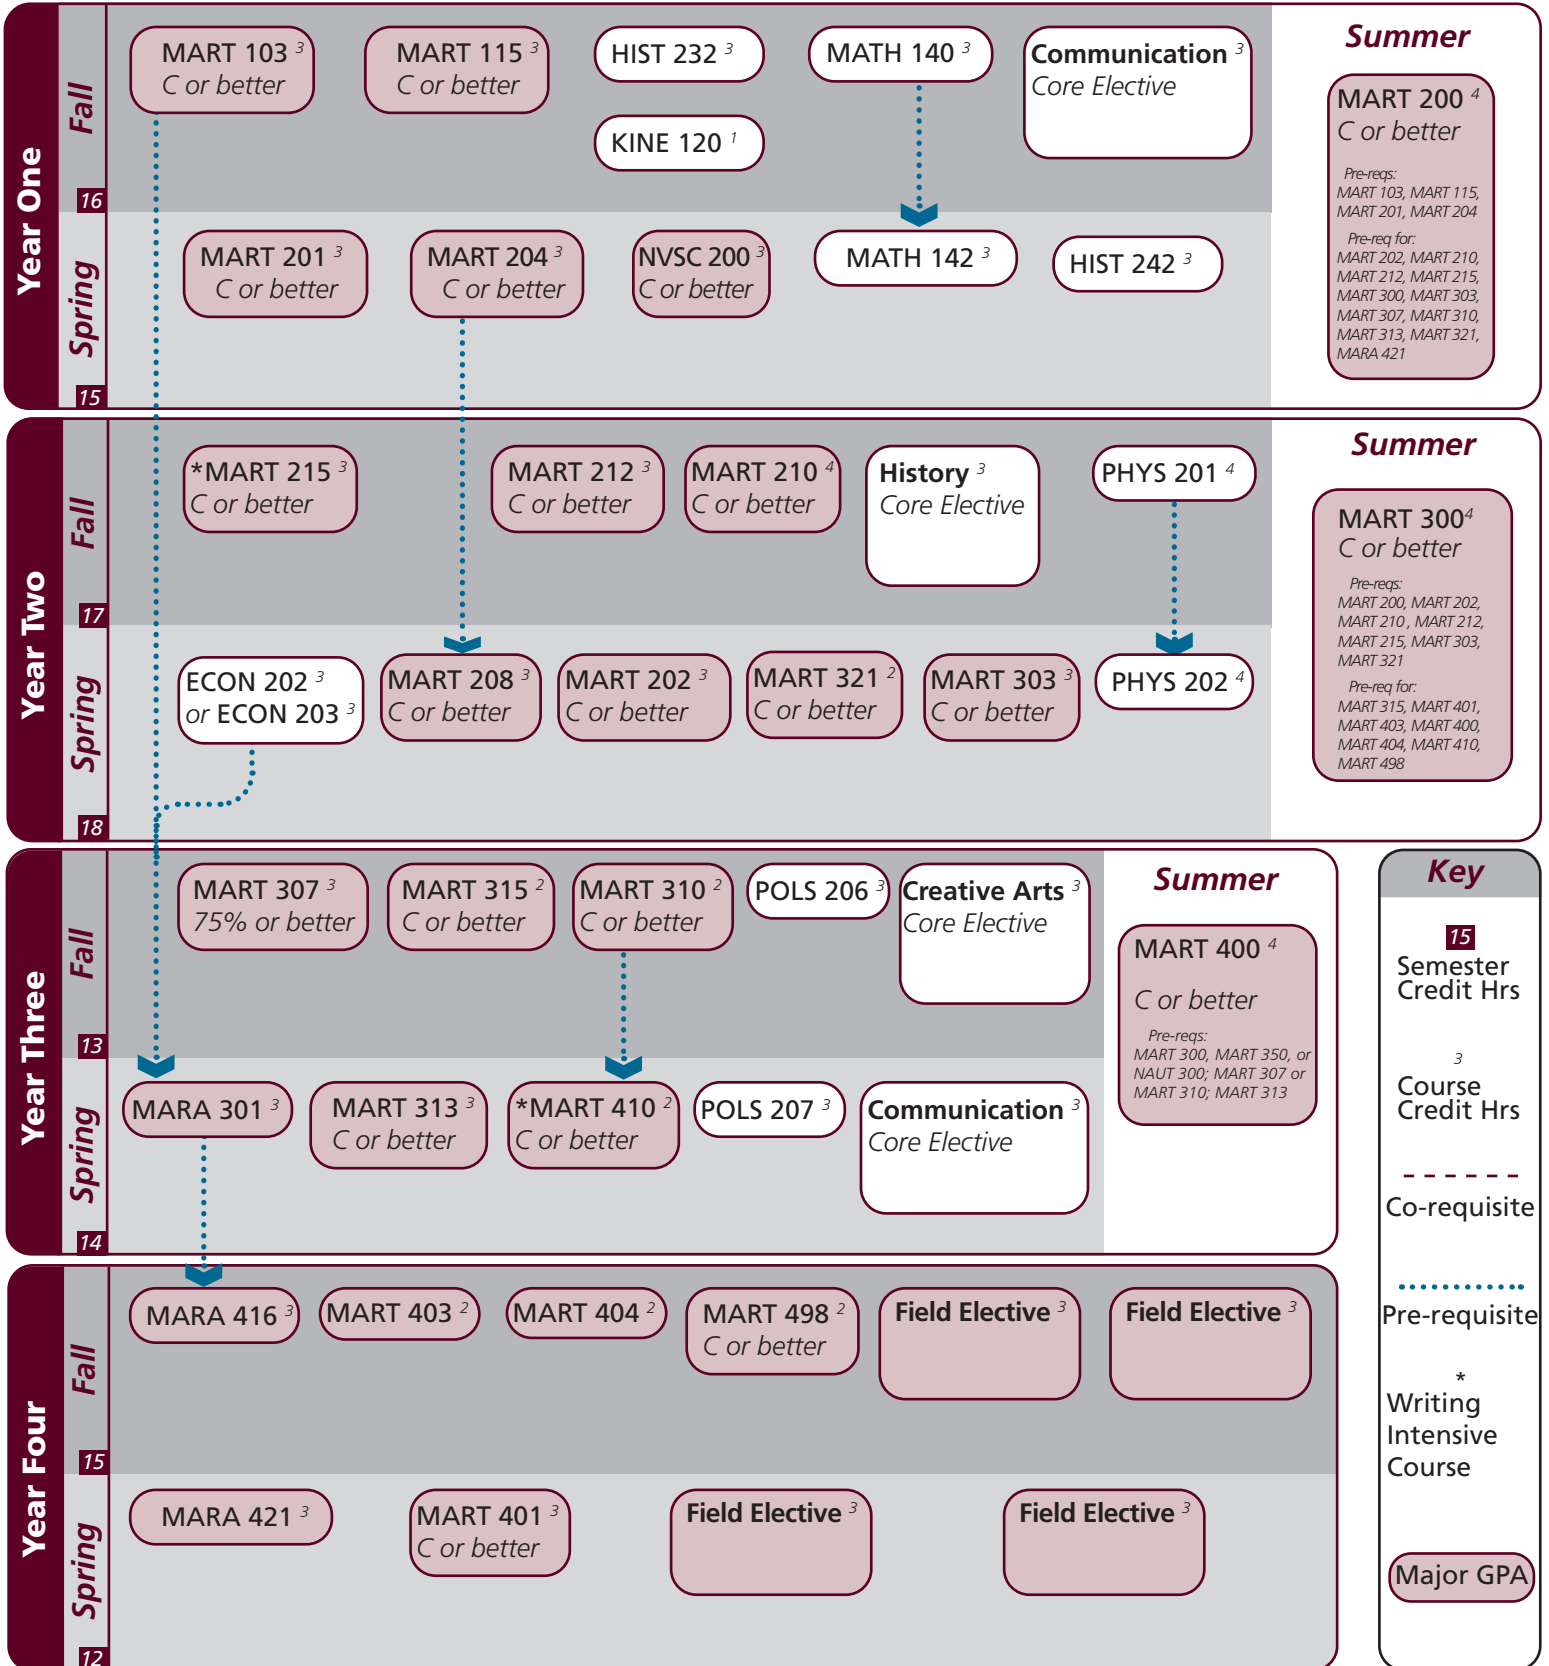 Year One
Fall
MART 103 3
C or better
MART 115 3
C or better
HIST 232 3
KINE 120 1
MATH 140 3
Communication 3
Core Elective
16
Spring
MART 201 3
C or better
MART 204 3
C or better
NVSC 200 3
C or better
MATH 142 3
HIST 242 3
15
Summer
MART 200 4
C or better
Pre-reqs:
MART 103, MART 115,
MART 201, MART 204
Pre-req for:
MART 202, MART 210,
MART 212, MART 215,
MART 300, MART 303,
MART 307, MART 310,
MART 313, MART 321,
MARA 421
Year Two
Fall
*MART 215 3
C or better
MART 212 3
C or better
MART 210 4
C or better
History 3
Core Elective
PHYS 201 4
17
Spring
ECON 202 3
or ECON 203 3
MART 208 3
C or better
MART 202 3
C or better
MART 321 2
C or better
MART 303 3
C or better
PHYS 202 4
18
Summer
MART 300 4
C or better
Pre-reqs:
MART 200, MART 202,
MART 210 , MART 212,
MART 215, MART 303,
MART 321
Pre-req for:
MART 315, MART 401,
MART 403, MART 400,
MART 404, MART 410,
MART 498
Year Three
Fall
MART 307 3
75% or better
MART 315 2
C or better
MART 310 2
C or better
POLS 206 3
Creative Arts 3
Core Elective
13
Spring
MARA 301 3
MART 313 3
C or better
*MART 410 2
C or better
POLS 207 3
Communication 3
Core Elective
14
Summer
MART 400 4
C or better
Pre-reqs:
MART 300, MART 350, or
NAUT 300; MART 307 or
MART 310; MART 313
Year Four
Fall
MARA 416 3
MART 403 2
MART 404 2
MART 498 2
C or better
Field Elective 3
Field Elective 3
15
Spring
MARA 421 3
MART 401 3
C or better
Field Elective 3
Field Elective 3
12
Key
15
Semester
Credit Hrs
3
Course
Credit Hrs
Co-requisite
Pre-requisite
*
Writing
Intensive
Course
Major GPA